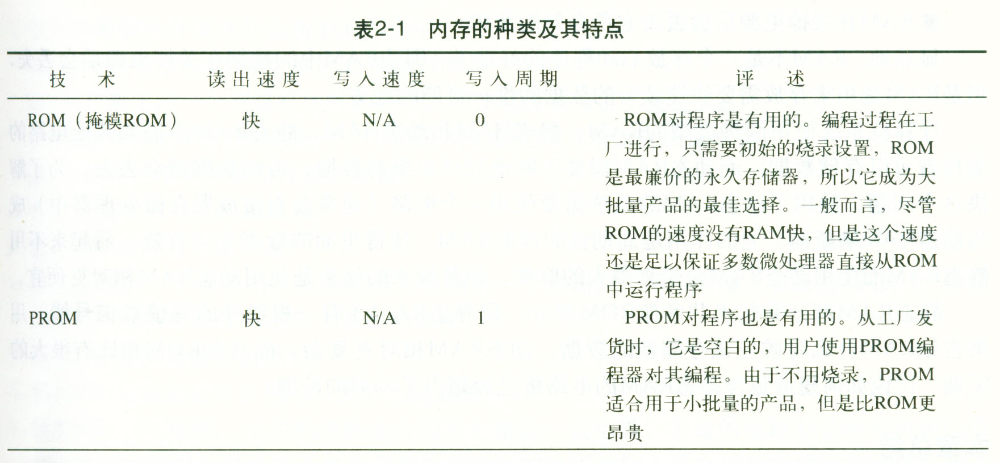 表2-1 内存的种类及其特点
技 术 读出速度 写入速度 写入周期 评 述
ROM（掩模ROM） 快 N/A 0 ROM对程序是有用的。编程过程在工
厂进行，只需要初始的烧录设置，ROM
是最廉价的永久存储器，所以它成为大
批量产品的最佳选择。一般而言，尽管
ROM的速度没有RAM快，但是这个速度
还是足以保证多数微处理器直接从ROM
中运行程序
PROM 快 N/A 1 PROM对程序也是有用的。从工厂发
货时，它是空白的，用户使用PROM编
程器对其编程。由于不用烧录，PROM
适合用于小批量的产品，但是比ROM更
昂贵